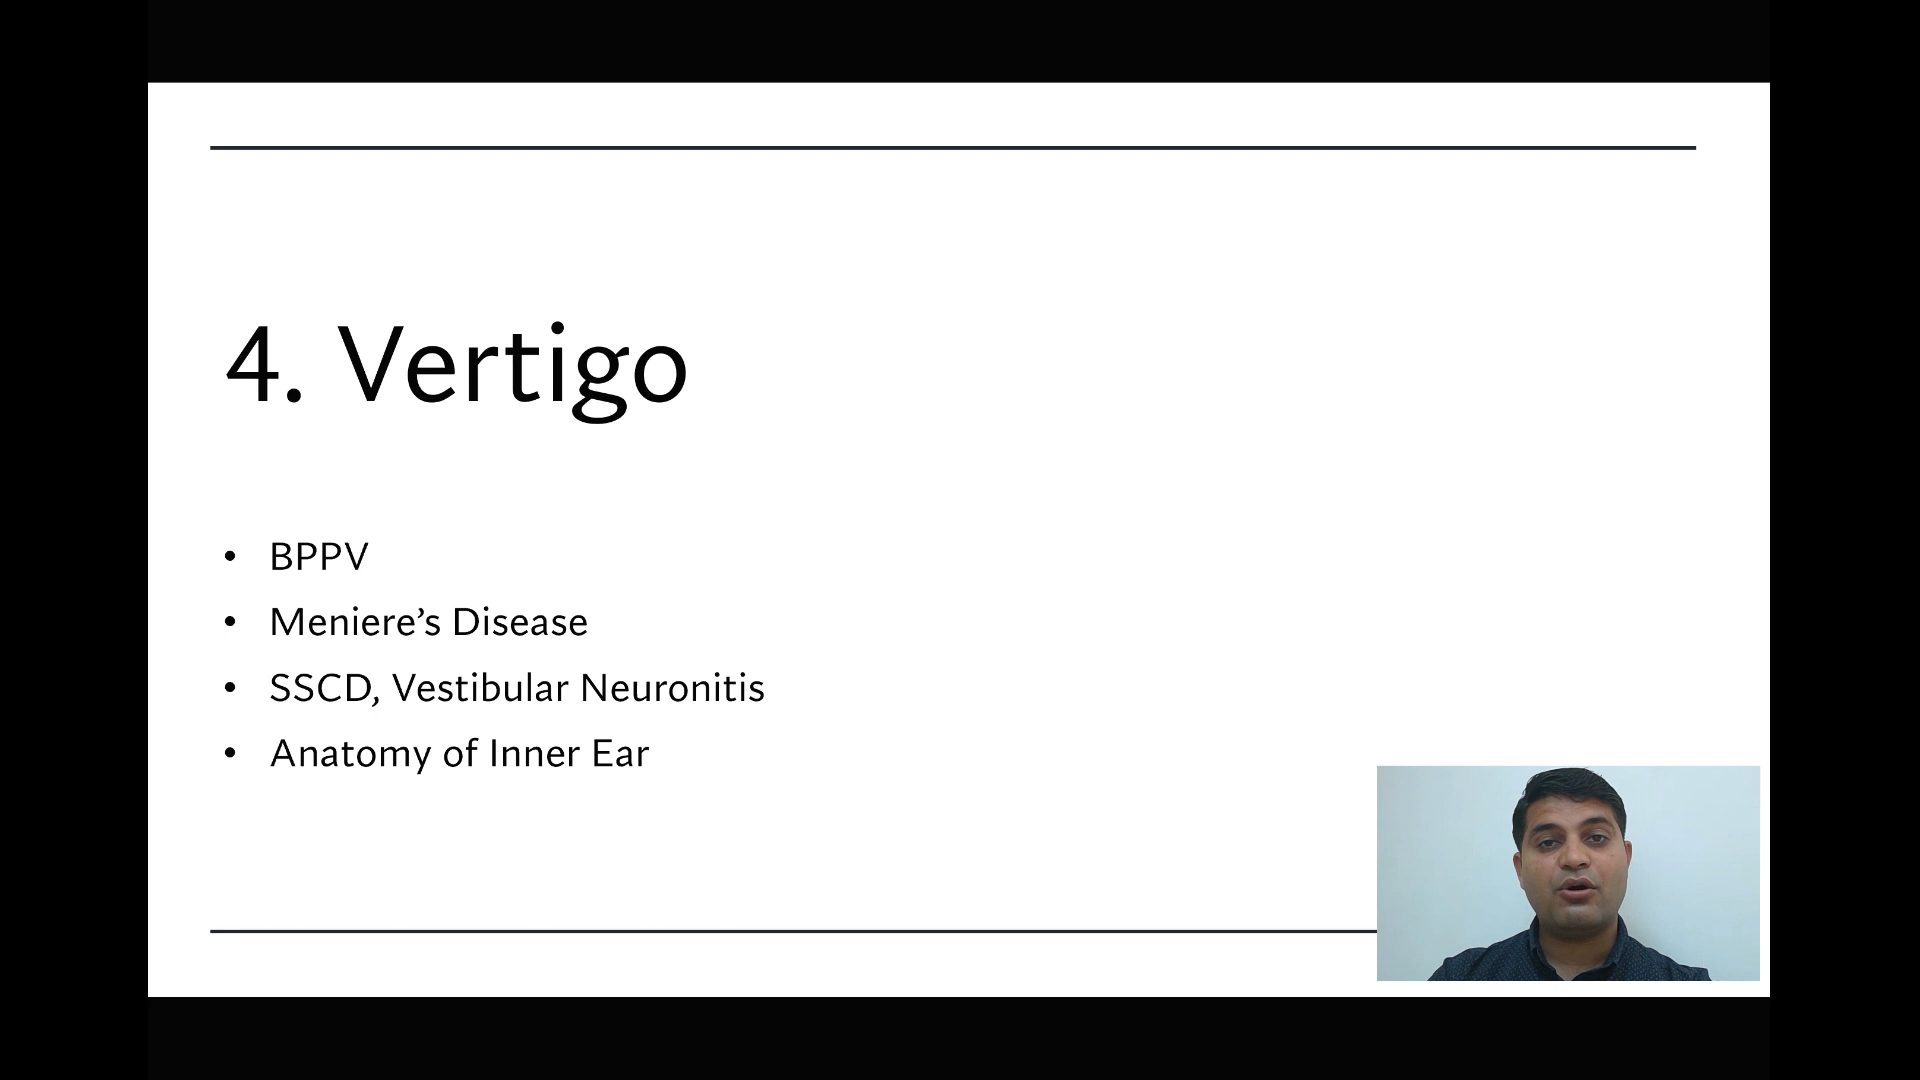 4. Vertigo
• BPPV
• Meniere’s Disease
• SSCD, Vestibular Neuronitis
• Anatomy of Inner Ear